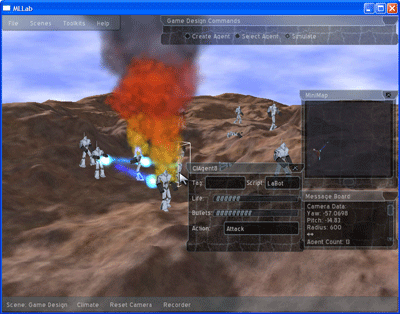 MLLab
File Scenes Toolkits Help
Game Design Commands
Create Agent Select Agent Simulate
MiniMap
CIAgent8
Tag: Script: LaBot
Life:
Bullets:
Action: Attack
Message Board
Camera Data:
Yaw: -57.0698
Pitch: -14.83
Radius: 600
**
Agent Count: 13
Scene: Game Design Climate Reset Camera Recorder